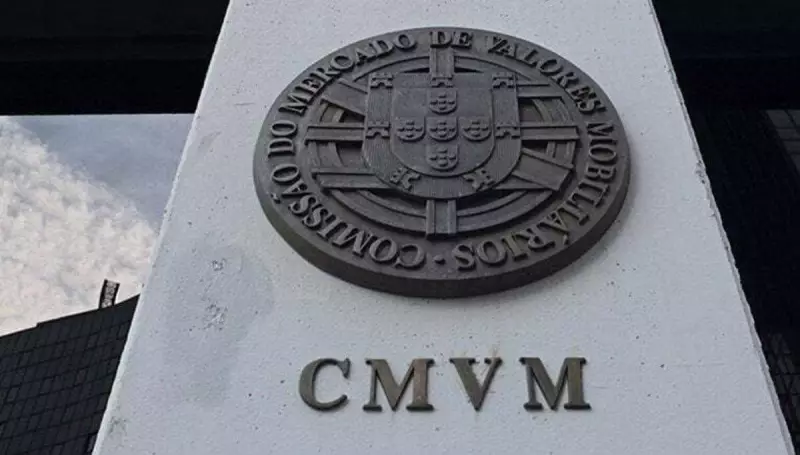 COMISSÃO DO MERCADO DE VALORES MOBILIÁRIOS ·
CMVM